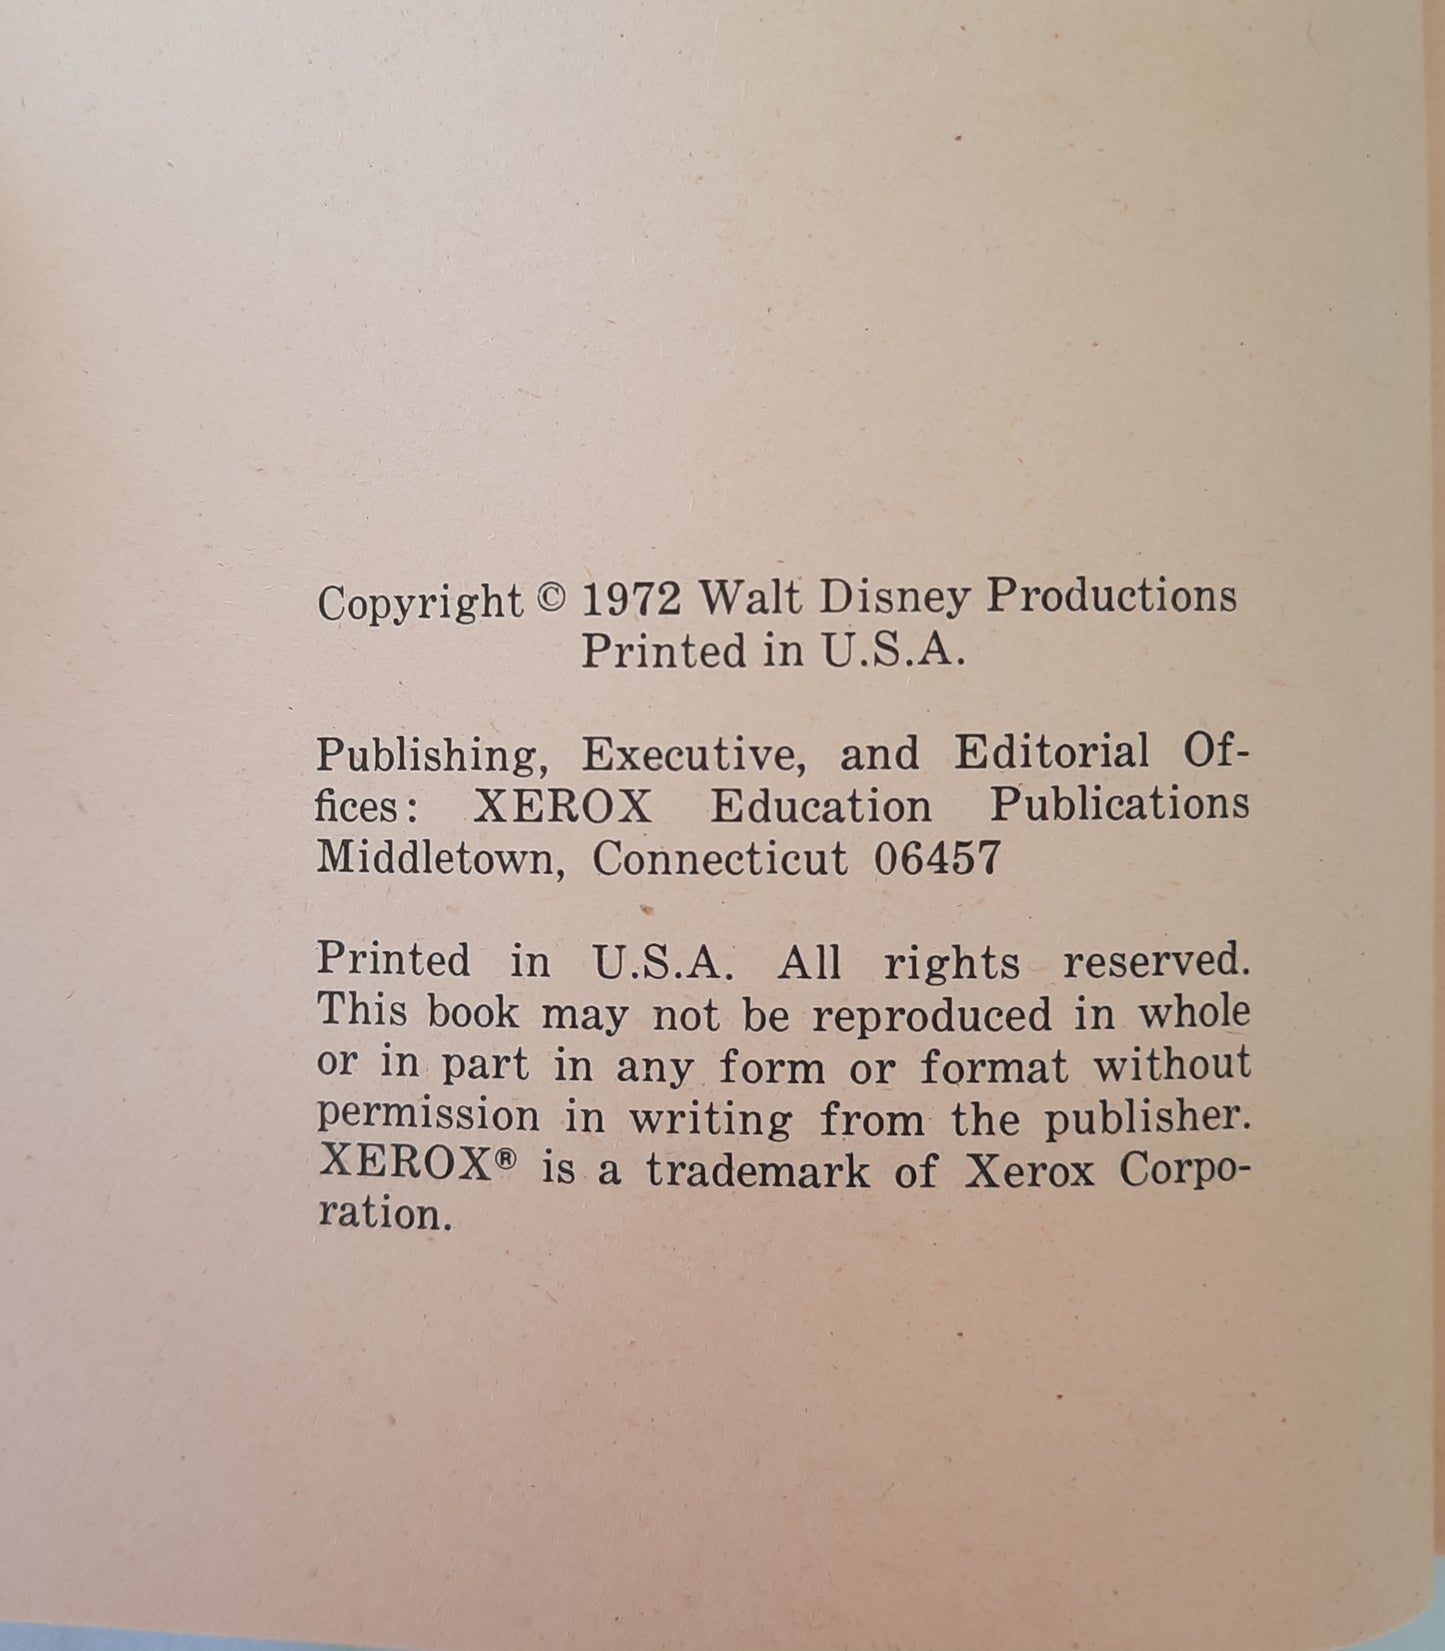 Copyright © 1972 Walt Disney Productions
Printed in U.S.A.
Publishing, Executive, and Editorial Of-
fices: XEROX Education Publications
Middletown, Connecticut 06457
Printed in U.S.A. All rights reserved.
This book may not be reproduced in whole
or in part in any form or format without
permission in writing from the publisher.
XEROX® is a trademark of Xerox Corpo-
ration.